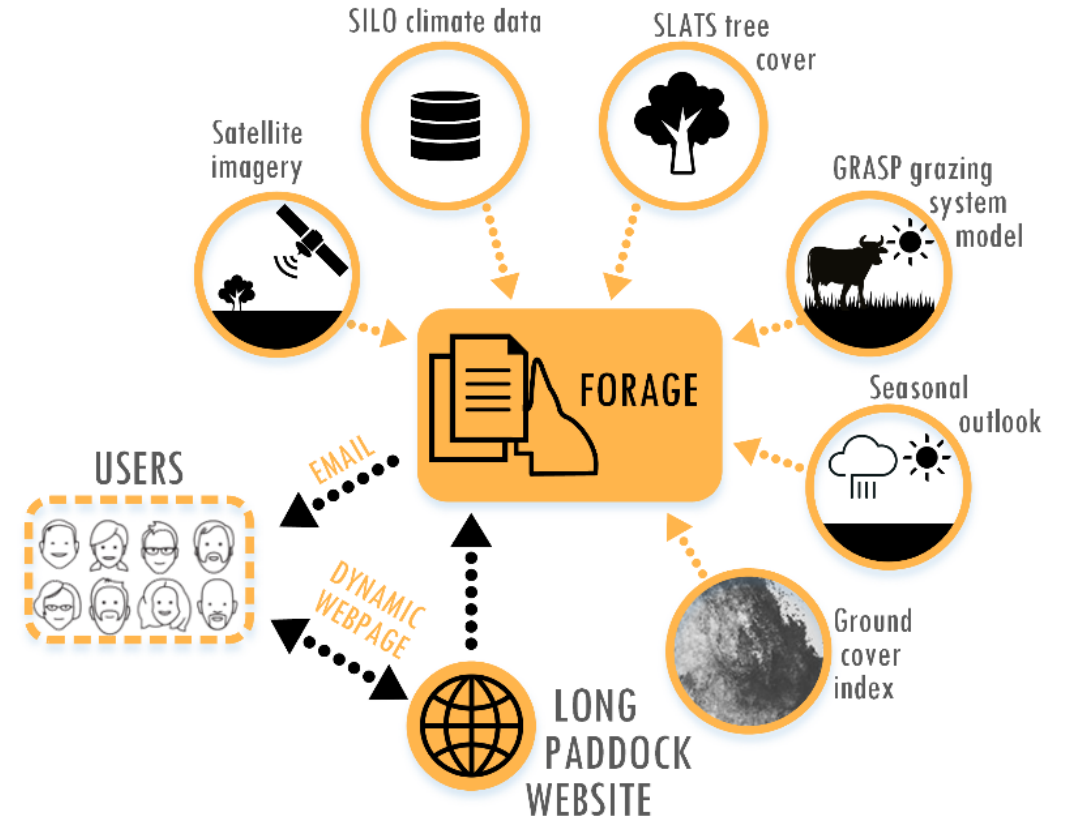 SILO climate data
SLATS tree
cover
Satellite
imagery
GRASP grazing
system
model
FORAGE
Seasonal
outlook
EMAIL
USERS
DYNAMIC
WEBPAGE
Ground
cover
index
LONG
PADDOCK
WEBSITE